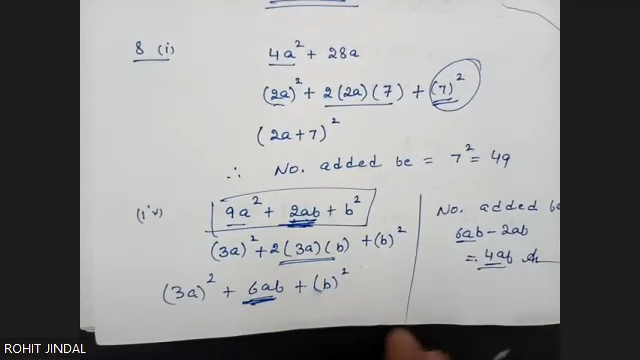 8 (i)
4a² + 28a
(2a)² + 2(2a)(7) + (7)²
(2a+7)²
∴ No. added be = 7² = 49
(iv)
9a² + 2ab + b²
(3a)² + 2(3a)(b) + (b)²
(3a)² + 6ab + (b)²
No. added be
6ab - 2ab
= 4ab
ROHIT JINDAL